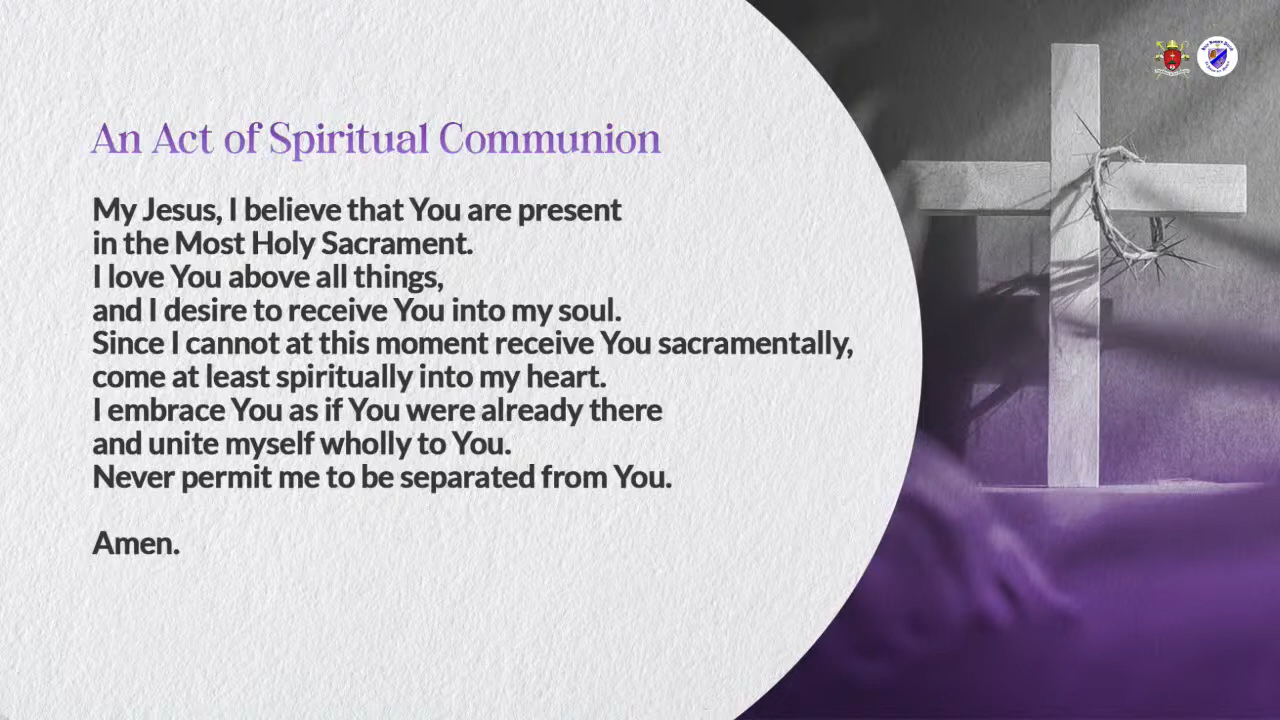 An Act of Spiritual Communion
My Jesus, I believe that You are present
in the Most Holy Sacrament.
I love You above all things,
and I desire to receive You into my soul.
Since I cannot at this moment receive You sacramentally,
come at least spiritually into my heart.
I embrace You as if You were already there
and unite myself wholly to You.
Never permit me to be separated from You.
Amen.